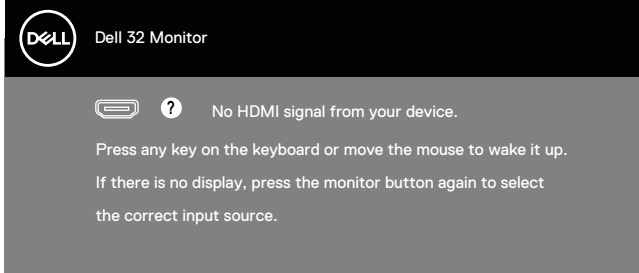 DELL
Dell 32 Monitor
? No HDMI signal from your device.
Press any key on the keyboard or move the mouse to wake it up.
If there is no display, press the monitor button again to select
the correct input source.